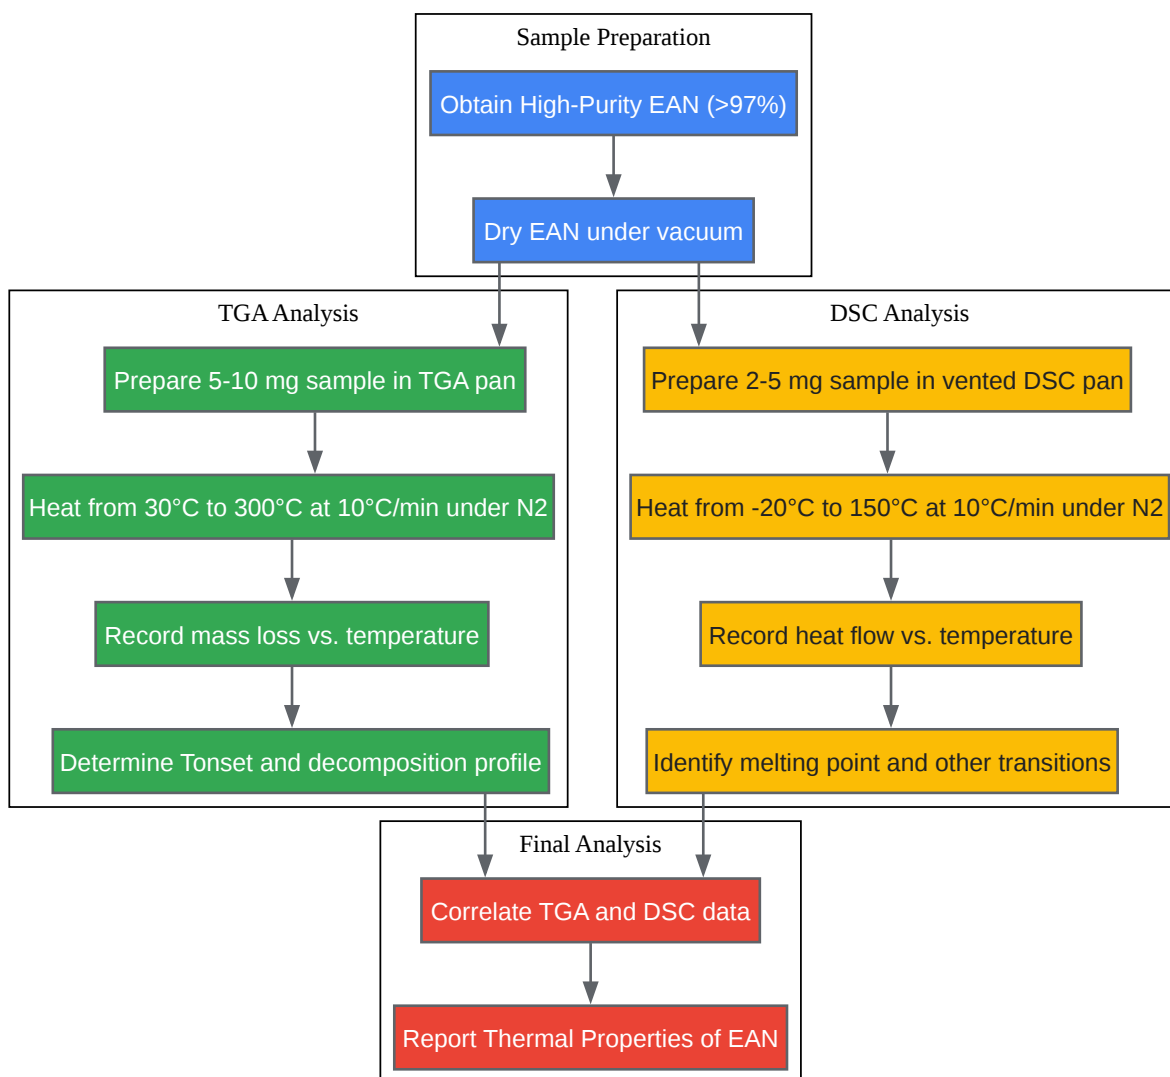 Sample Preparation
Obtain High-Purity EAN (>97%)
Dry EAN under vacuum
TGA Analysis
Prepare 5-10 mg sample in TGA pan
Heat from 30°C to 300°C at 10°C/min under N2
Record mass loss vs. temperature
Determine Tonset and decomposition profile
DSC Analysis
Prepare 2-5 mg sample in vented DSC pan
Heat from -20°C to 150°C at 10°C/min under N2
Record heat flow vs. temperature
Identify melting point and other transitions
Final Analysis
Correlate TGA and DSC data
Report Thermal Properties of EAN